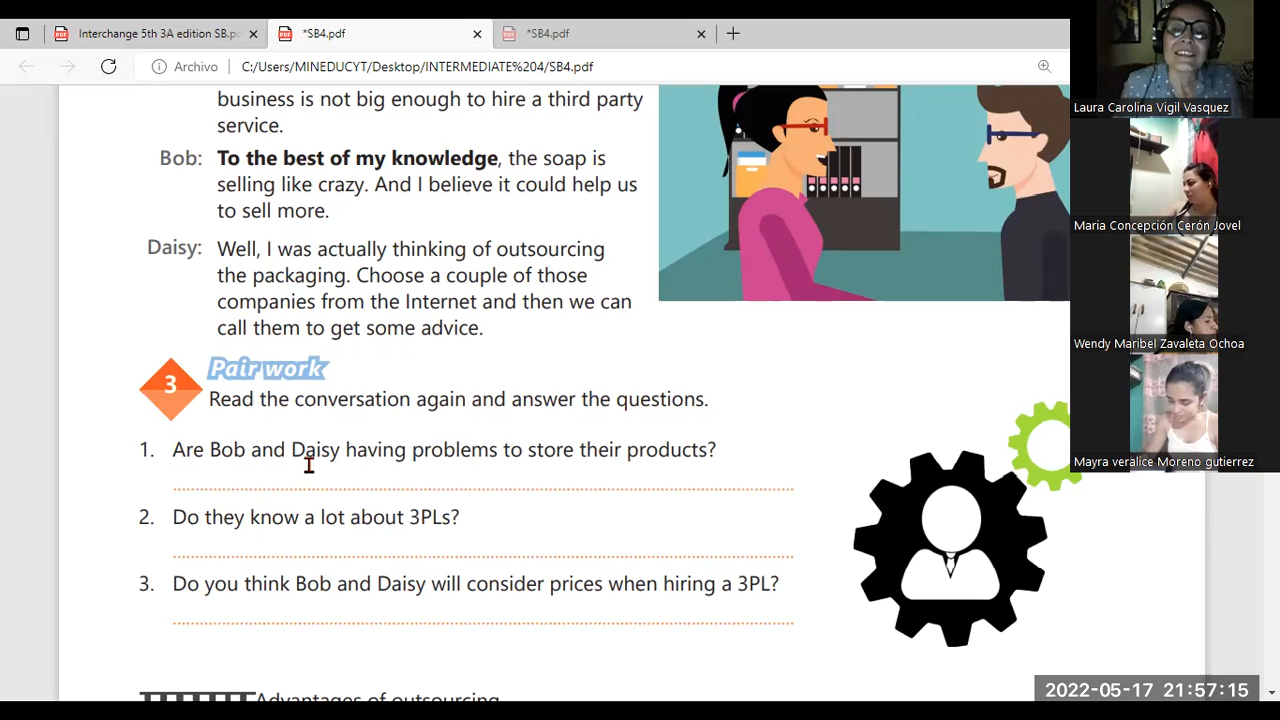 Interchange 5th 3A edition SB.pd
*SB4.pdf
*SB4.pdf
Archivo
C:/Users/MINEDUCYT/Desktop/INTERMEDIATE%204/SB4.pdf
business is not big enough to hire a third party
service.
Bob: To the best of my knowledge, the soap is
selling like crazy. And I believe it could help us
to sell more.
Daisy: Well, I was actually thinking of outsourcing
the packaging. Choose a couple of those
companies from the Internet and then we can
call them to get some advice.
3
Pair work
Read the conversation again and answer the questions.
1. Are Bob and Daisy having problems to store their products?
2. Do they know a lot about 3PLs?
3. Do you think Bob and Daisy will consider prices when hiring a 3PL?
Advantages of outsourcing
Laura Carolina Vigil Vasquez
Maria Concepción Cerón Jovel
Wendy Maribel Zavaleta Ochoa
Mayra veralice Moreno gutierrez
2022-05-17 21:57:15